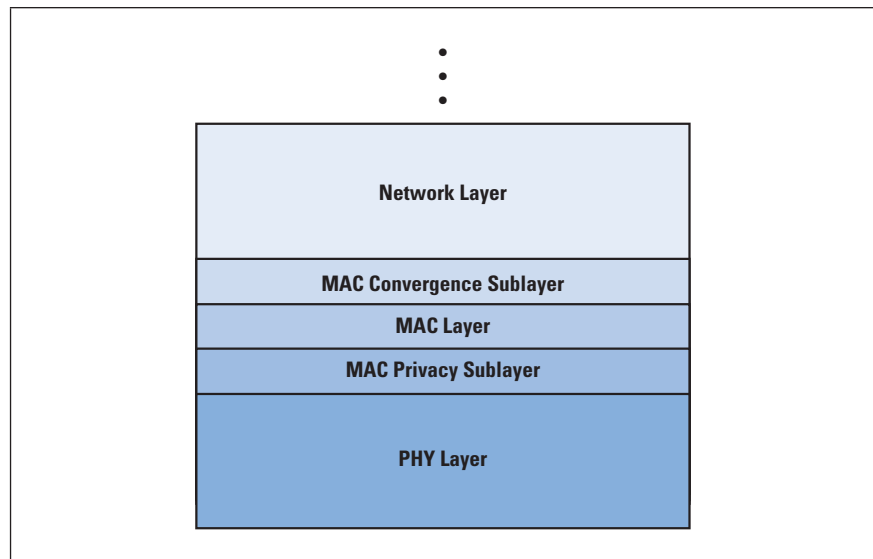 Network Layer
MAC Convergence Sublayer
MAC Layer
MAC Privacy Sublayer
PHY Layer